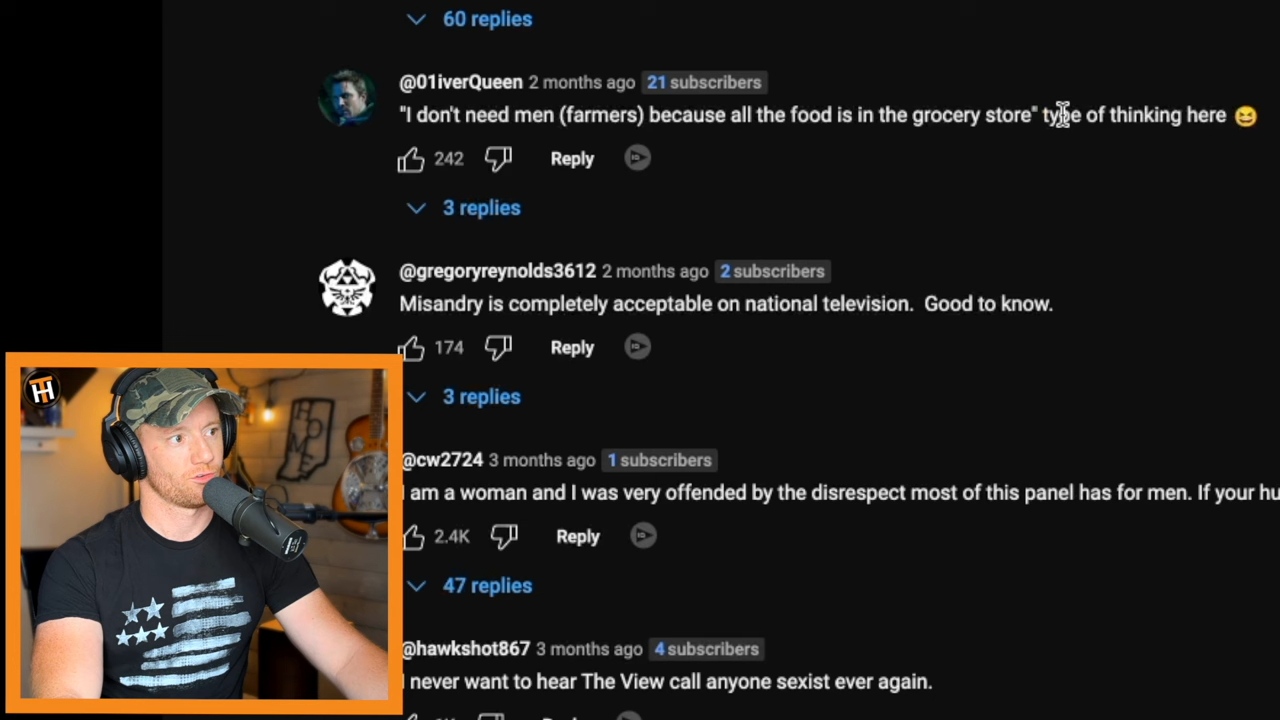 60 replies
@01iverQueen 2 months ago 21 subscribers
"I don't need men (farmers) because all the food is in the grocery store" type of thinking here 😆
242 Reply
3 replies
@gregoryreynolds3612 2 months ago 2 subscribers
Misandry is completely acceptable on national television. Good to know.
174 Reply
3 replies
@cw2724 3 months ago 1 subscribers
I am a woman and I was very offended by the disrespect most of this panel has for men. If your hu
2.4K Reply
47 replies
@hawkshot867 3 months ago 4 subscribers
I never want to hear The View call anyone sexist ever again.